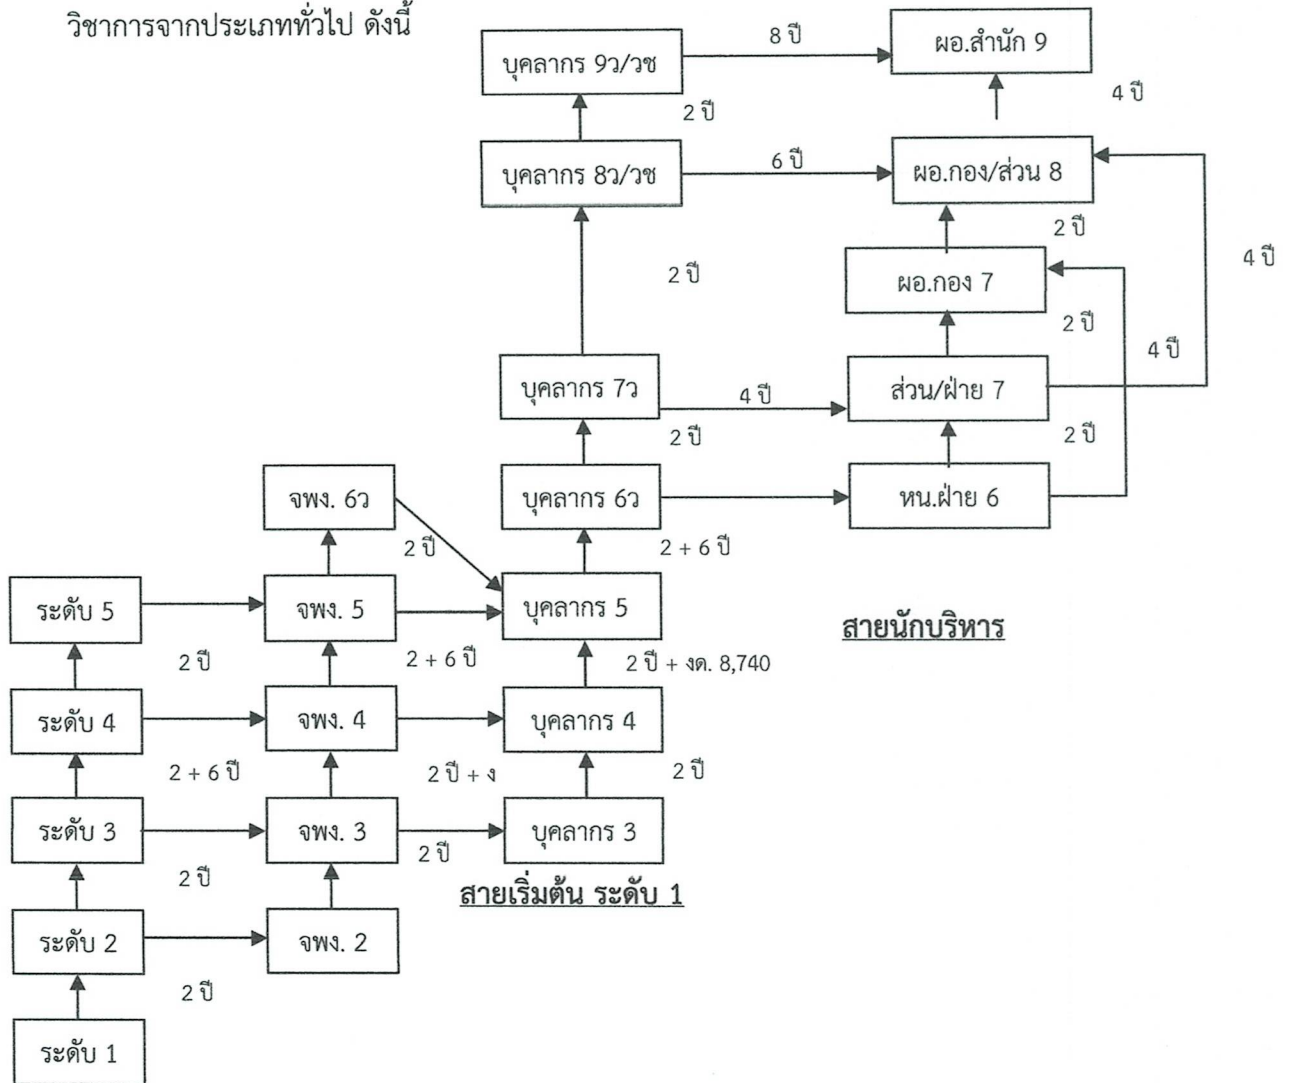 วิชาการจากประเภททั่วไป ดังนี้
บุคลากร 9ว/วช
8 ปี
ผอ.สำนัก 9
2 ปี
4 ปี
บุคลากร 8ว/วช
6 ปี
ผอ.กอง/ส่วน 8
2 ปี
2 ปี
4 ปี
ผอ.กอง 7
2 ปี
4 ปี
บุคลากร 7ว
4 ปี
ส่วน/ฝ่าย 7
2 ปี
2 ปี
จพง. 6ว
บุคลากร 6ว
หน.ฝ่าย 6
2 ปี
2 + 6 ปี
ระดับ 5
จพง. 5
บุคลากร 5
สายนักบริหาร
2 ปี
2 + 6 ปี
2 ปี + งด. 8,740
ระดับ 4
จพง. 4
บุคลากร 4
2 + 6 ปี
2 ปี + ง
2 ปี
ระดับ 3
จพง. 3
บุคลากร 3
2 ปี
2 ปี
สายเริ่มต้น ระดับ 1
ระดับ 2
จพง. 2
2 ปี
ระดับ 1